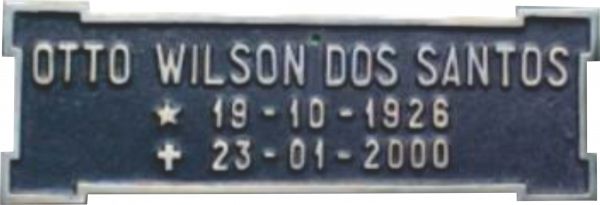 OTTO WILSON DOS SANTOS
★ 19-10-1926
✝ 23-01-2000